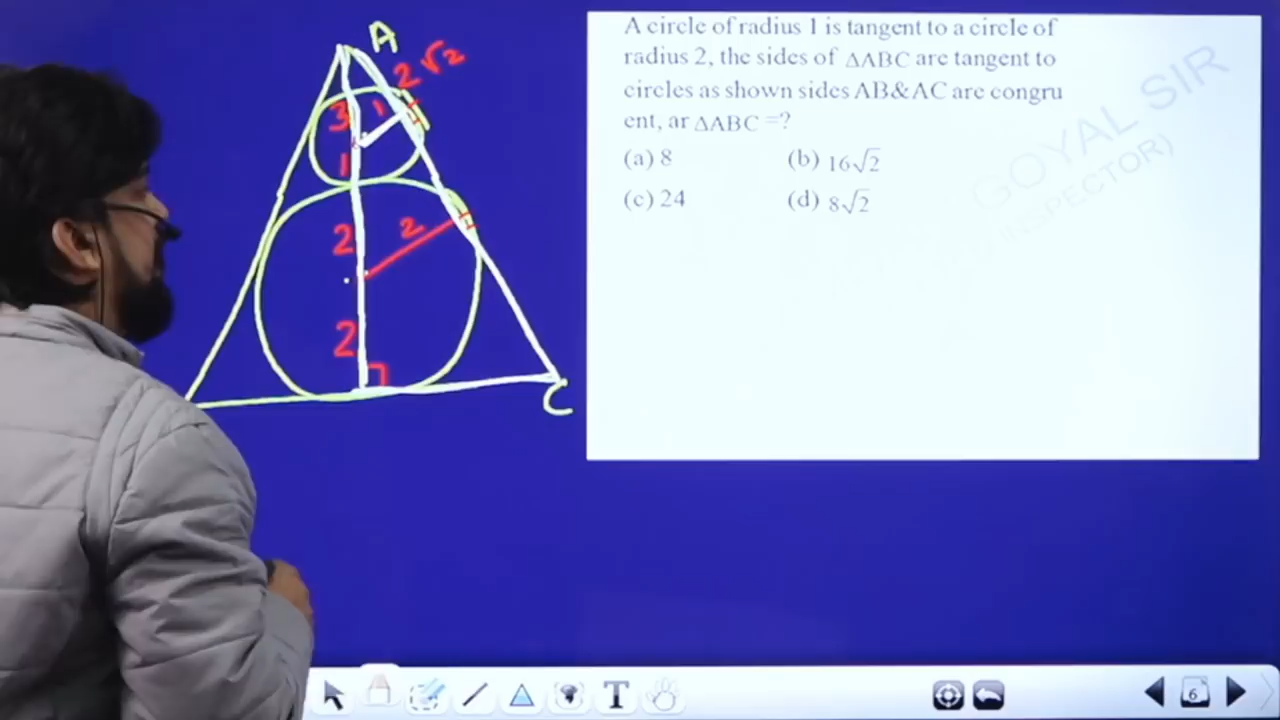 A
2√2
3
1
1
2
2
2
C
A circle of radius 1 is tangent to a circle of
radius 2, the sides of ΔABC are tangent to
circles as shown sides AB&AC are congru
ent, ar ΔABC =?
(a) 8 (b) 16√2
(c) 24 (d) 8√2
GOYAL SIR
SPECTOR)
T
6